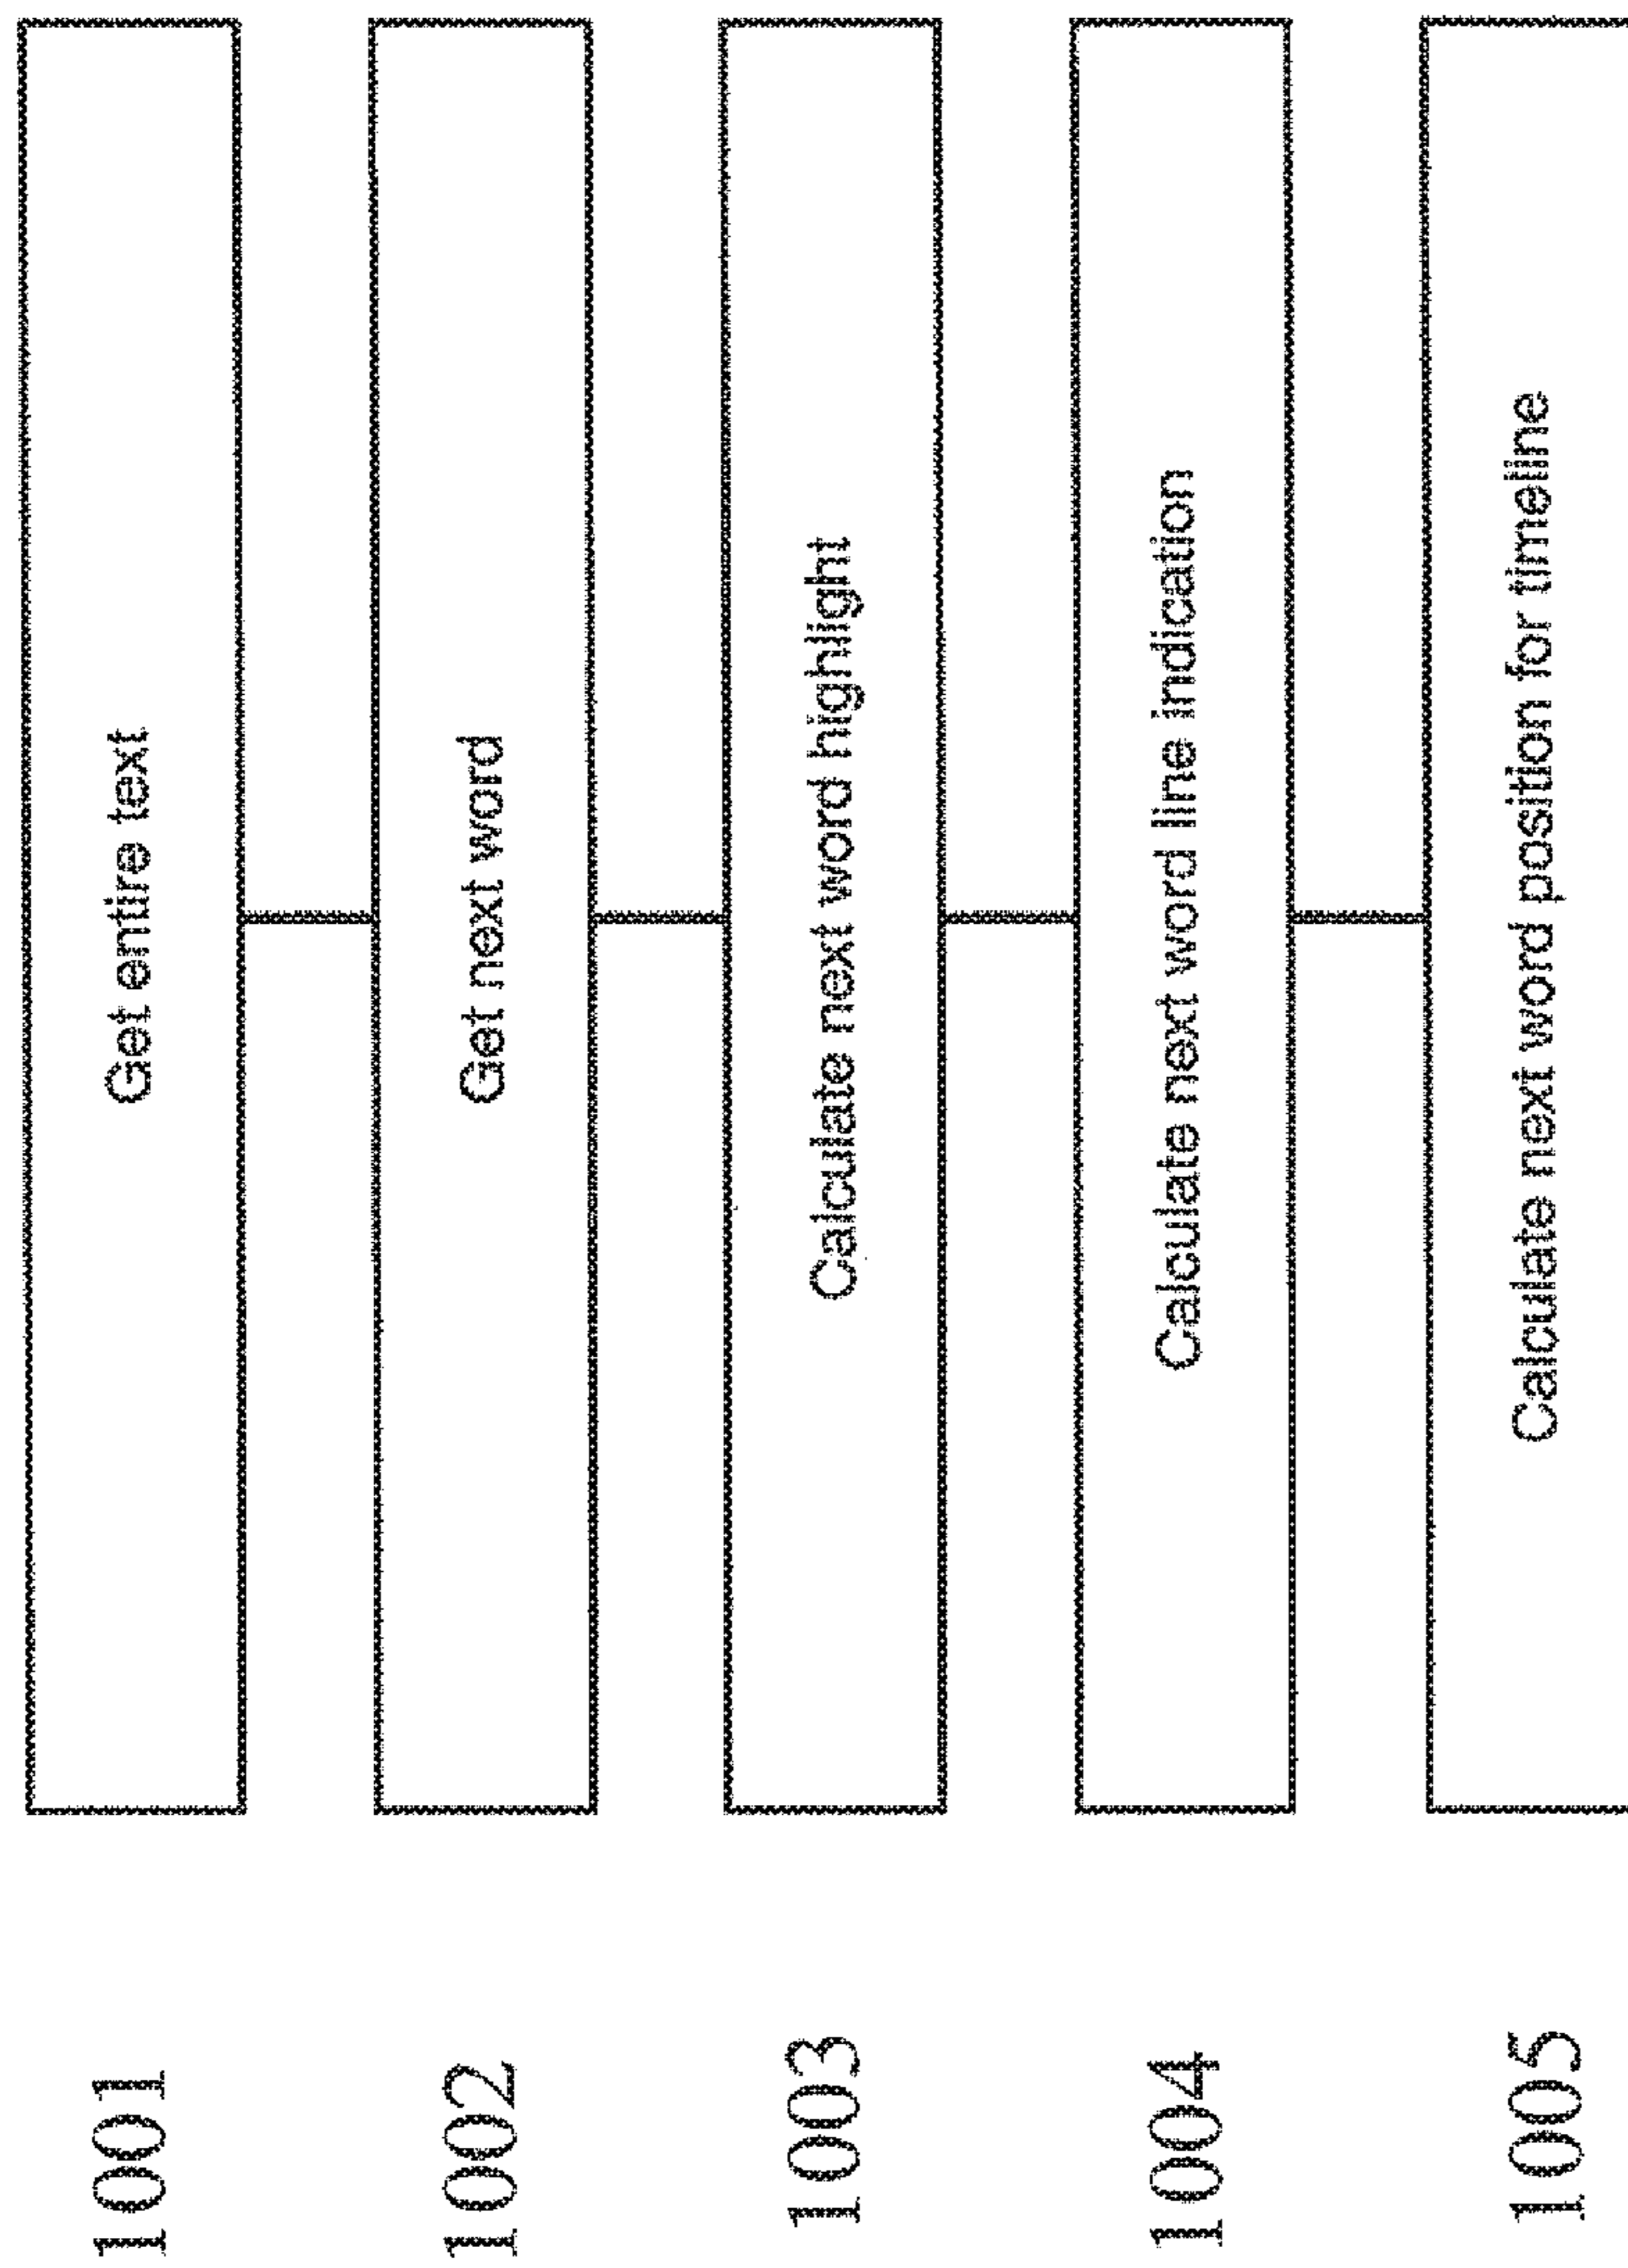 1001 Get entire text
1002 Get next word
1003 Calculate next word highlight
1004 Calculate next word line indication
1005 Calculate next word position for timeline